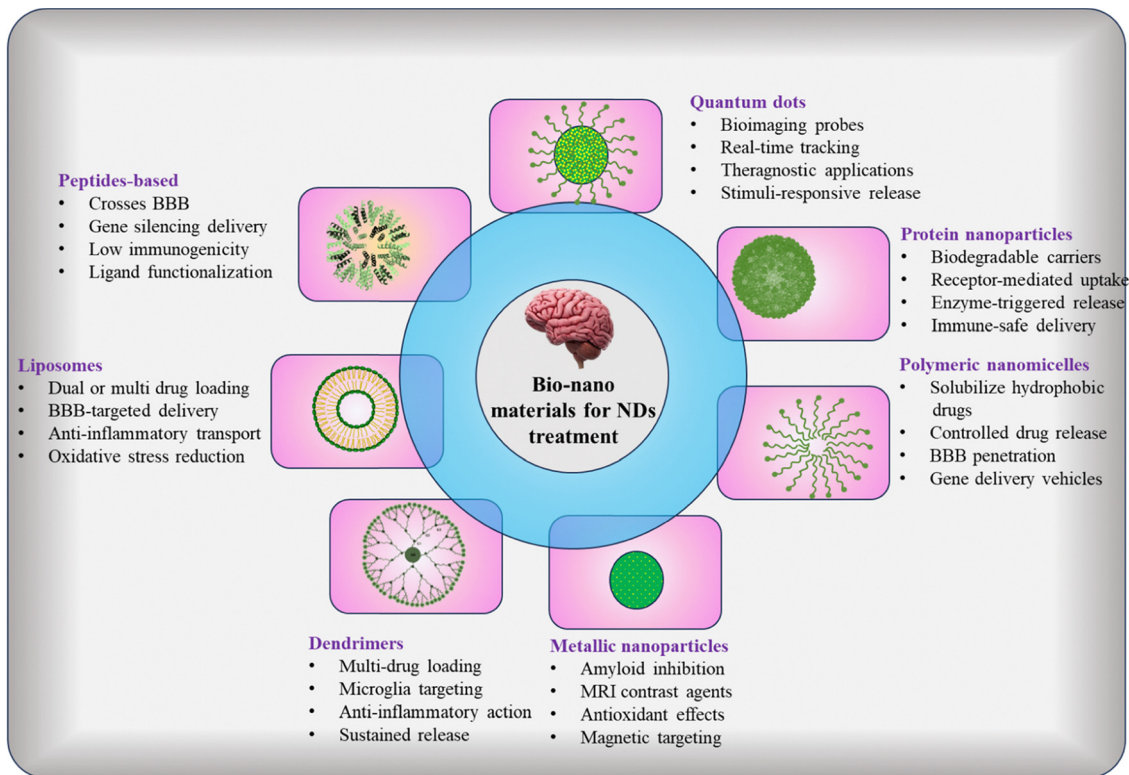 Quantum dots
• Bioimaging probes
• Real-time tracking
• Theragnostic applications
• Stimuli-responsive release
Peptides-based
• Crosses BBB
• Gene silencing delivery
• Low immunogenicity
• Ligand functionalization
Protein nanoparticles
• Biodegradable carriers
• Receptor-mediated uptake
• Enzyme-triggered release
• Immune-safe delivery
Liposomes
• Dual or multi drug loading
• BBB-targeted delivery
• Anti-inflammatory transport
• Oxidative stress reduction
Bio-nano
materials for NDs
treatment
Polymeric nanomicelles
• Solubilize hydrophobic
drugs
• Controlled drug release
• BBB penetration
• Gene delivery vehicles
Dendrimers
• Multi-drug loading
• Microglia targeting
• Anti-inflammatory action
• Sustained release
Metallic nanoparticles
• Amyloid inhibition
• MRI contrast agents
• Antioxidant effects
• Magnetic targeting